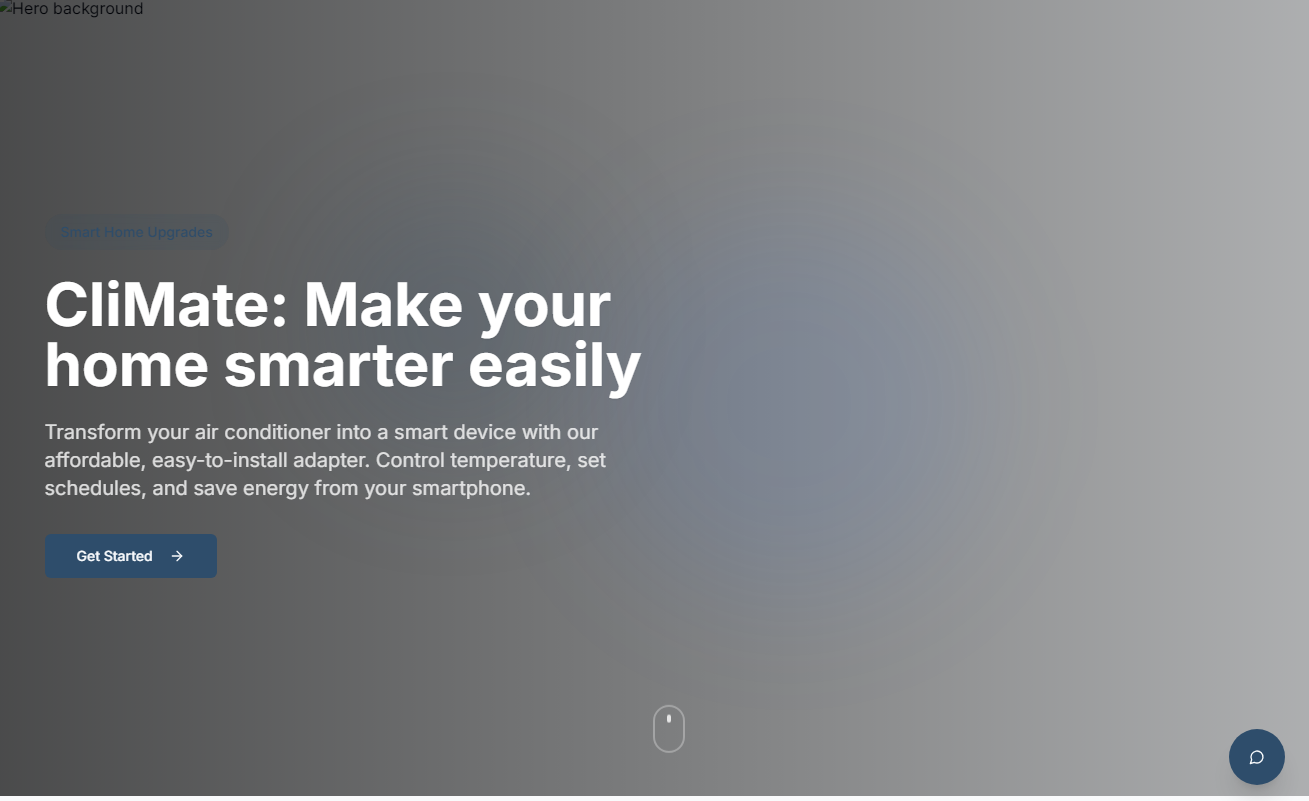 Hero background
Smart Home Upgrades
CliMate: Make your
home smarter easily
Transform your air conditioner into a smart device with our
affordable, easy-to-install adapter. Control temperature, set
schedules, and save energy from your smartphone.
Get Started